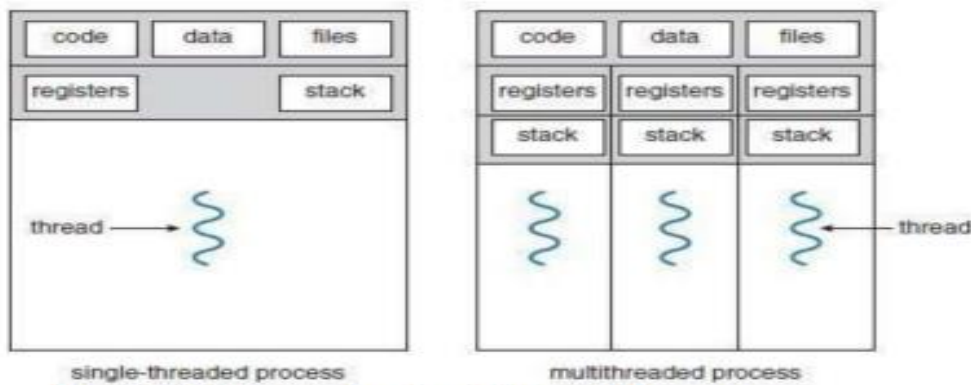 code data files code data files
registers stack registers registers registers
stack stack stack
thread thread
single-threaded process multithreaded process